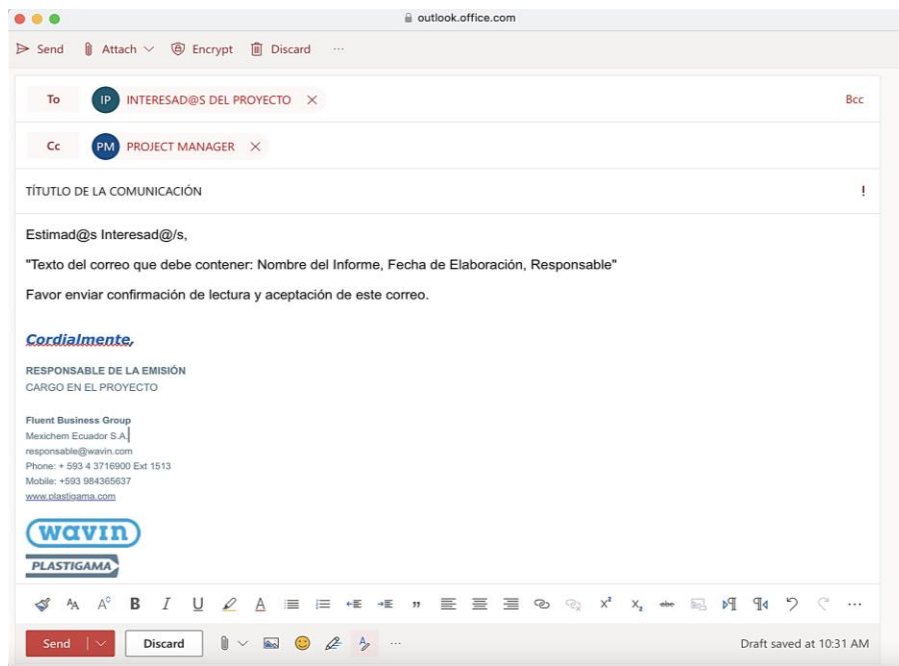 outlook.office.com
Send Attach Encrypt Discard ...
To IP INTERESAD@S DEL PROYECTO Bcc
Cc PM PROJECT MANAGER
TÍTUTLO DE LA COMUNICACIÓN !
Estimad@s Interesad@/s,
"Texto del correo que debe contener: Nombre del Informe, Fecha de Elaboración, Responsable"
Favor enviar confirmación de lectura y aceptación de este correo.
Cordialmente,
RESPONSABLE DE LA EMISIÓN
CARGO EN EL PROYECTO
Fluent Business Group
Mexichem Ecuador S.A.
responsable@wavin.com
Phone: + 593 4 3716900 Ext 1513
Mobile: +593 984365637
www.plastigama.com
wavin
PLASTIGAMA
Send Discard ... Draft saved at 10:31 AM